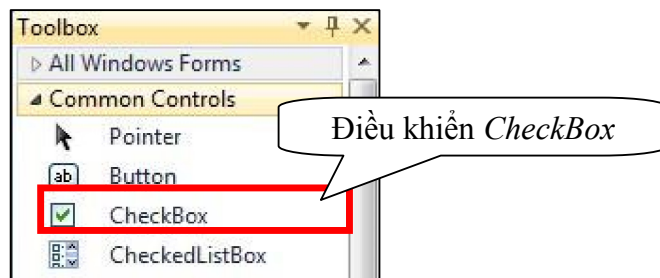 Toolbox
All Windows Forms
Common Controls
Điều khiển CheckBox
Pointer
ab Button
CheckBox
CheckedListBox